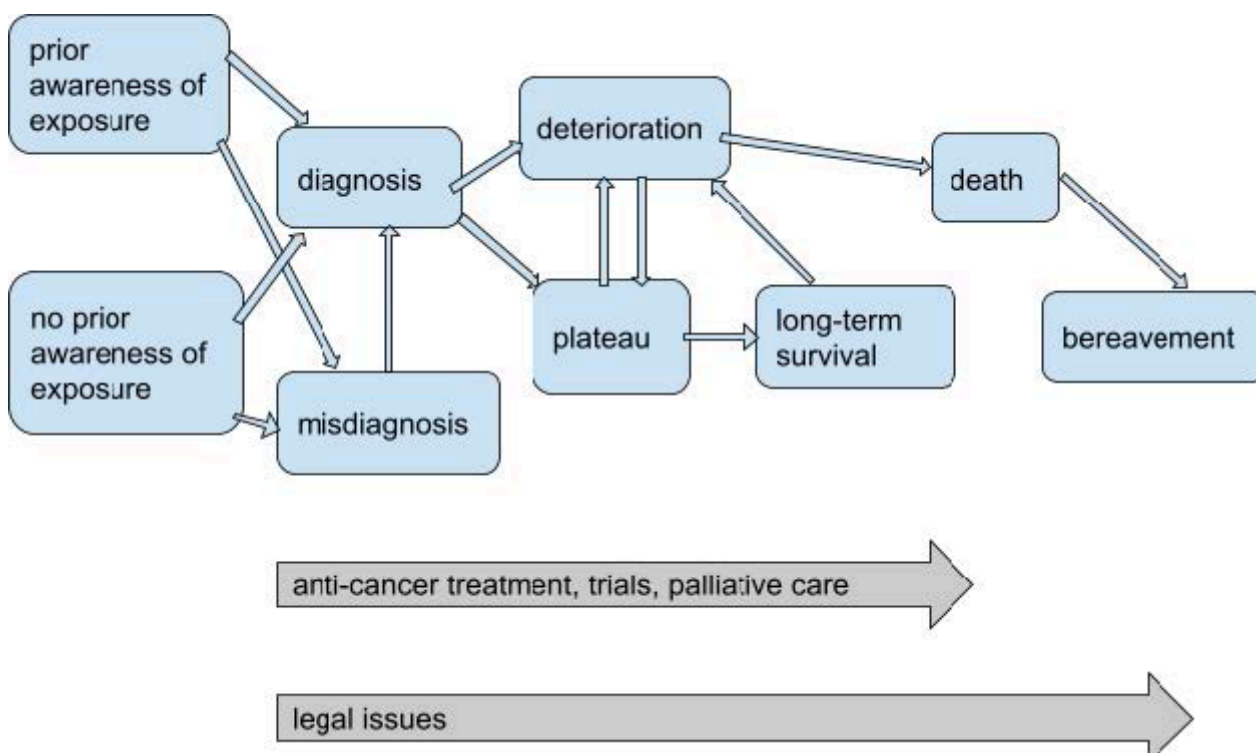 prior
awareness of
exposure
diagnosis
deterioration
death
no prior
awareness of
exposure
misdiagnosis
plateau
long-term
survival
bereavement
anti-cancer treatment, trials, palliative care
legal issues